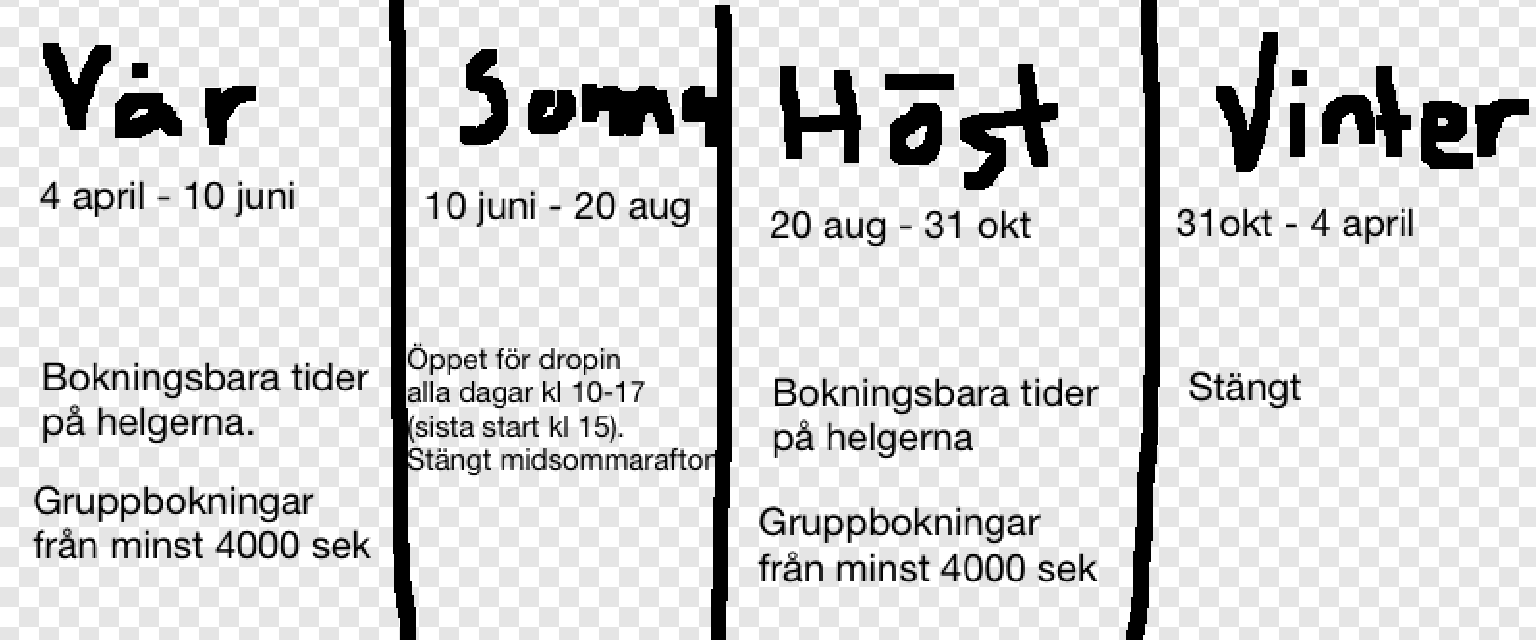 Vår
4 april - 10 juni
Bokningsbara tider
på helgerna.
Gruppbokningar
från minst 4000 sek
10 juni - 20 aug
Öppet för dropin
alla dagar kl 10-17
(sista start kl 15).
Stängt midsommarafton
Höst
20 aug - 31 okt
Bokningsbara tider
på helgerna
Gruppbokningar
från minst 4000 sek
Vinter
31okt - 4 april
Stängt